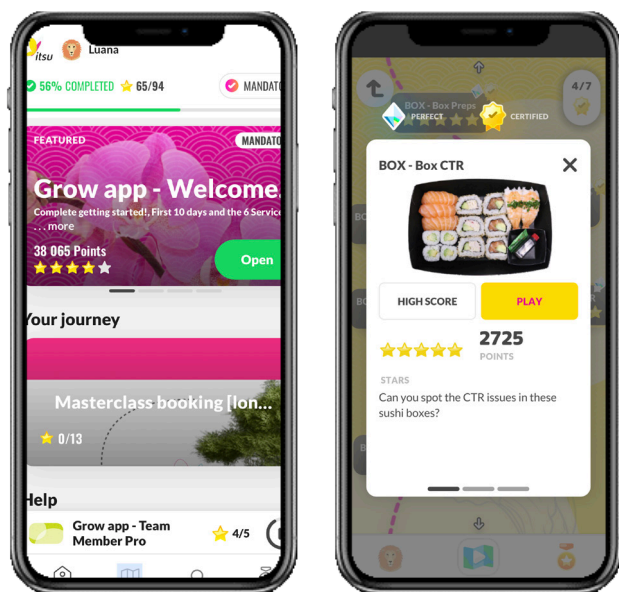 itsu
Luana
56% COMPLETED 65/94
MANDATO
FEATURED
MANDATO
Grow app - Welcome.
Complete getting started!, First 10 days and the 6 Service
... more
38 065 Points
Open
Your journey
Masterclass booking [lon...
0/13
Help
Grow app - Team
Member Pro
4/5
4/7
BOX - Box Preps
PERFECT
CERTIFIED
BOX - Box CTR
HIGH SCORE
PLAY
2725
POINTS
STARS
Can you spot the CTR issues in these
sushi boxes?